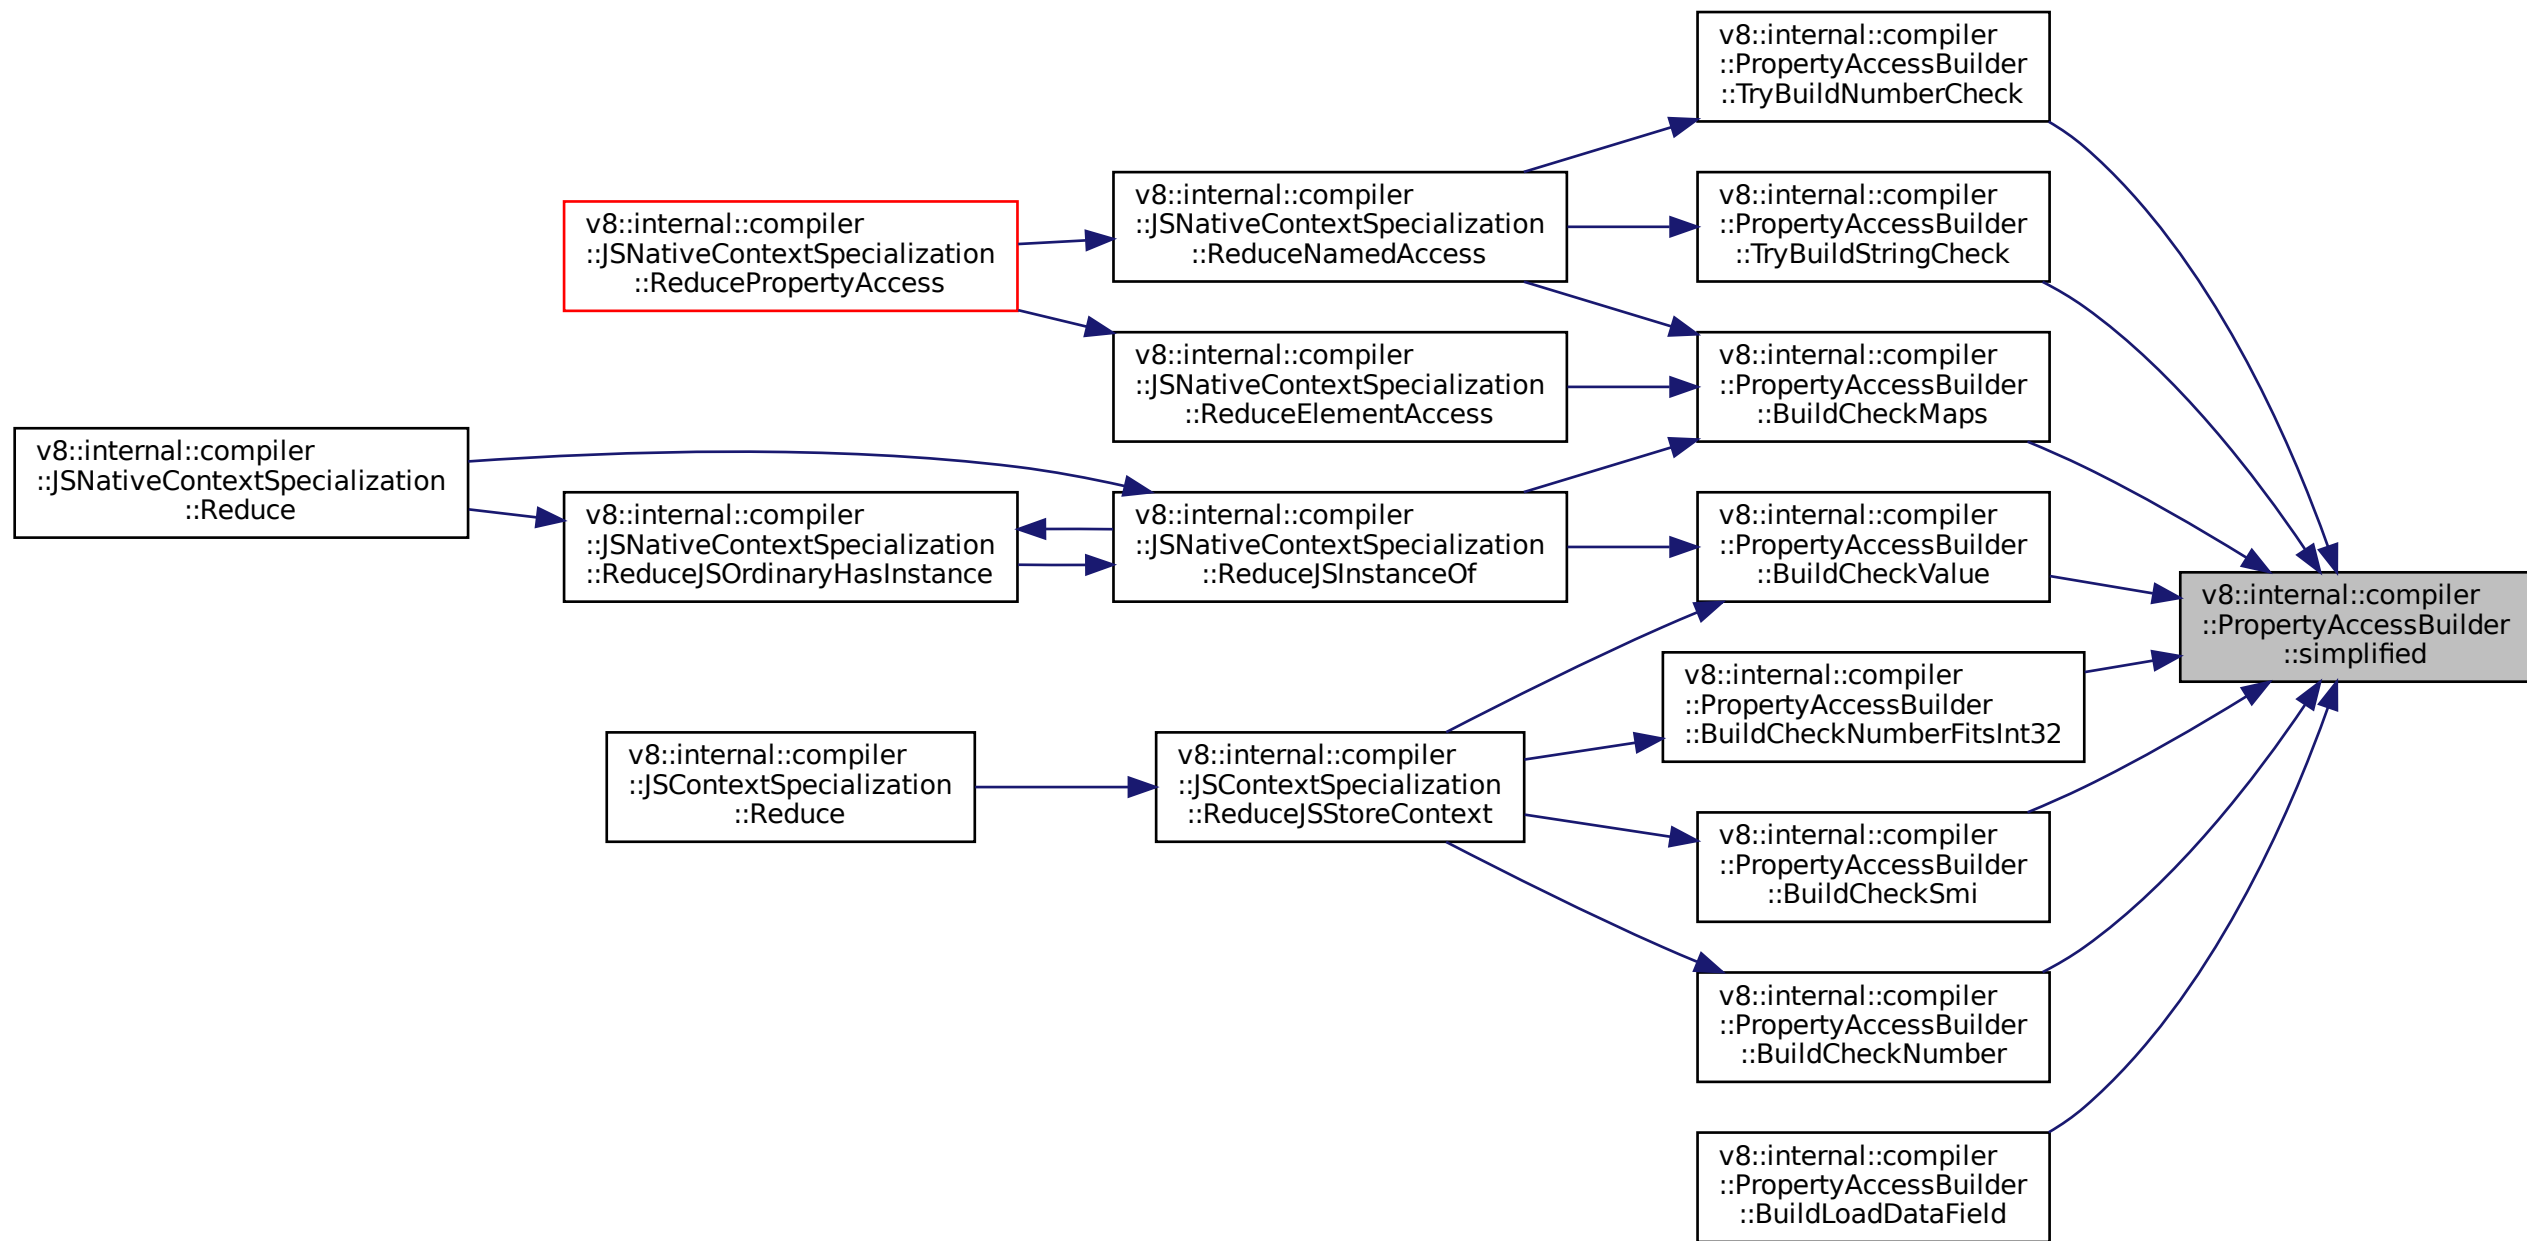 v8::internal::compiler
::PropertyAccessBuilder
::TryBuildNumberCheck
v8::internal::compiler
::JSNativeContextSpecialization
::ReduceNamedAccess
v8::internal::compiler
::PropertyAccessBuilder
::TryBuildStringCheck
v8::internal::compiler
::JSNativeContextSpecialization
::ReducePropertyAccess
v8::internal::compiler
::JSNativeContextSpecialization
::ReduceElementAccess
v8::internal::compiler
::PropertyAccessBuilder
::BuildCheckMaps
v8::internal::compiler
::JSNativeContextSpecialization
::Reduce
v8::internal::compiler
::JSNativeContextSpecialization
::ReduceJSOrdinaryHasInstance
v8::internal::compiler
::JSNativeContextSpecialization
::ReduceJSInstanceOf
v8::internal::compiler
::PropertyAccessBuilder
::BuildCheckValue
v8::internal::compiler
::PropertyAccessBuilder
::simplified
v8::internal::compiler
::PropertyAccessBuilder
::BuildCheckNumberFitsInt32
v8::internal::compiler
::JSContextSpecialization
::Reduce
v8::internal::compiler
::JSContextSpecialization
::ReduceJSStoreContext
v8::internal::compiler
::PropertyAccessBuilder
::BuildCheckSmi
v8::internal::compiler
::PropertyAccessBuilder
::BuildCheckNumber
v8::internal::compiler
::PropertyAccessBuilder
::BuildLoadDataField